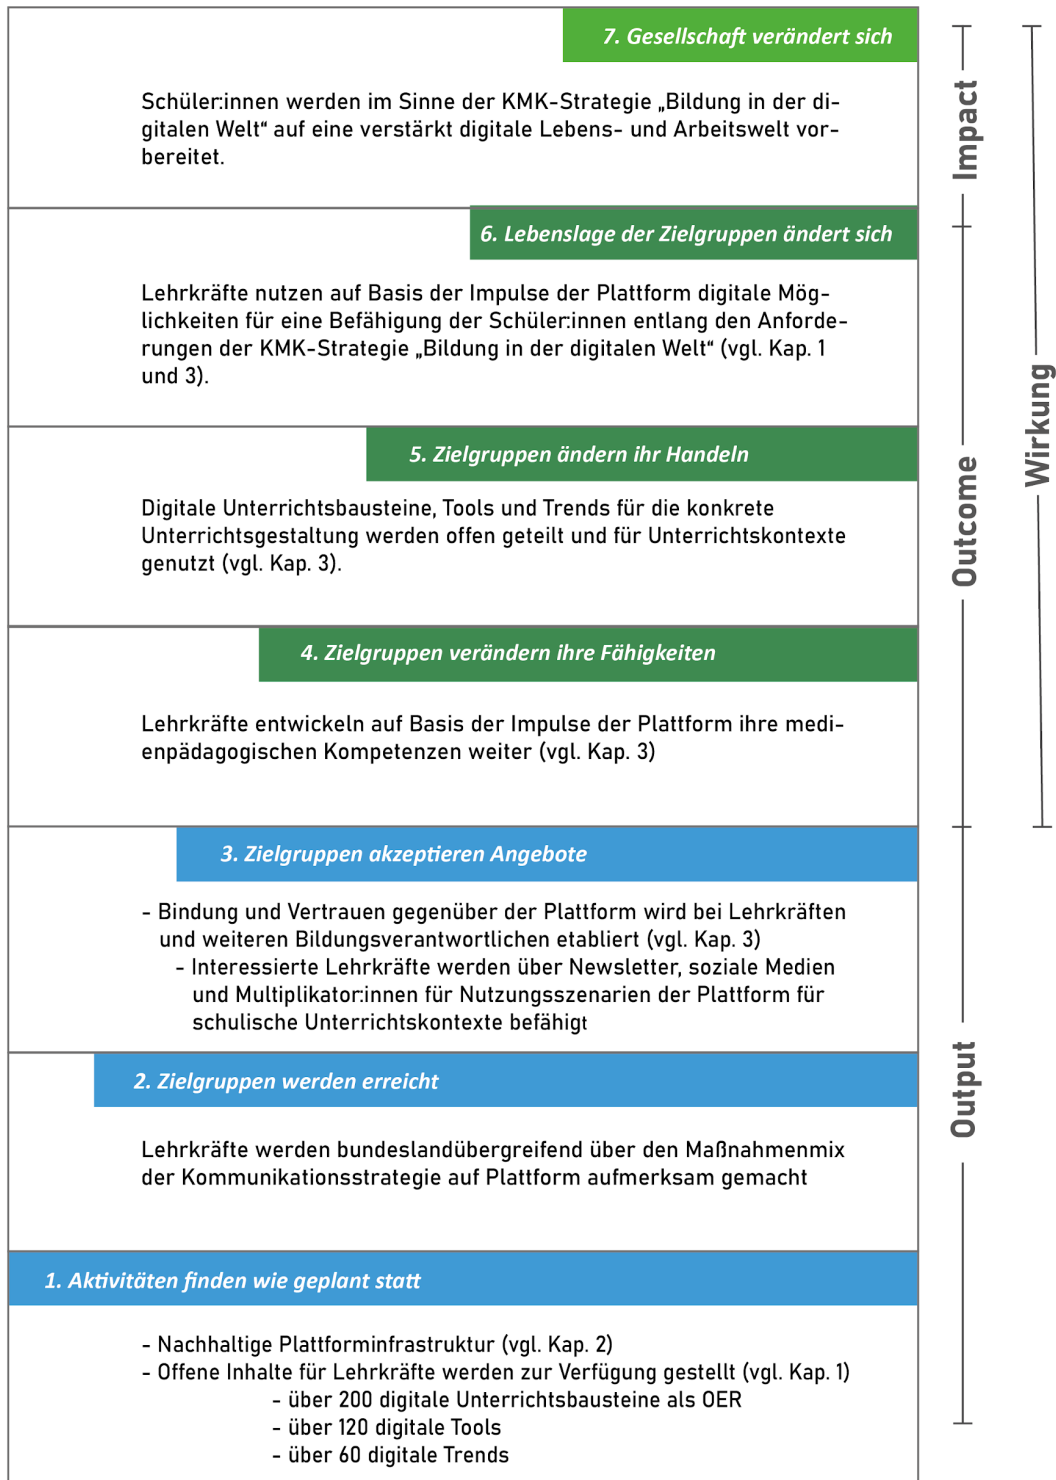 7. Gesellschaft verändert sich
Schüler:innen werden im Sinne der KMK-Strategie „Bildung in der di-
gitalen Welt“ auf eine verstärkt digitale Lebens- und Arbeitswelt vor-
bereitet.
6. Lebenslage der Zielgruppen ändert sich
Lehrkräfte nutzen auf Basis der Impulse der Plattform digitale Mög-
lichkeiten für eine Befähigung der Schüler:innen entlang den Anforde-
rungen der KMK-Strategie „Bildung in der digitalen Welt“ (vgl. Kap. 1
und 3).
5. Zielgruppen ändern ihr Handeln
Digitale Unterrichtsbausteine, Tools und Trends für die konkrete
Unterrichtsgestaltung werden offen geteilt und für Unterrichtskontexte
genutzt (vgl. Kap. 3).
4. Zielgruppen verändern ihre Fähigkeiten
Lehrkräfte entwickeln auf Basis der Impulse der Plattform ihre medi-
enpädagogischen Kompetenzen weiter (vgl. Kap. 3)
3. Zielgruppen akzeptieren Angebote
- Bindung und Vertrauen gegenüber der Plattform wird bei Lehrkräften
und weiteren Bildungsverantwortlichen etabliert (vgl. Kap. 3)
- Interessierte Lehrkräfte werden über Newsletter, soziale Medien
und Multiplikator:innen für Nutzungsszenarien der Plattform für
schulische Unterrichtskontexte befähigt
2. Zielgruppen werden erreicht
Lehrkräfte werden bundeslandübergreifend über den Maßnahmenmix
der Kommunikationsstrategie auf Plattform aufmerksam gemacht
1. Aktivitäten finden wie geplant statt
- Nachhaltige Plattforminfrastruktur (vgl. Kap. 2)
- Offene Inhalte für Lehrkräfte werden zur Verfügung gestellt (vgl. Kap. 1)
- über 200 digitale Unterrichtsbausteine als OER
- über 120 digitale Tools
- über 60 digitale Trends
Impact
Outcome
Output
Wirkung